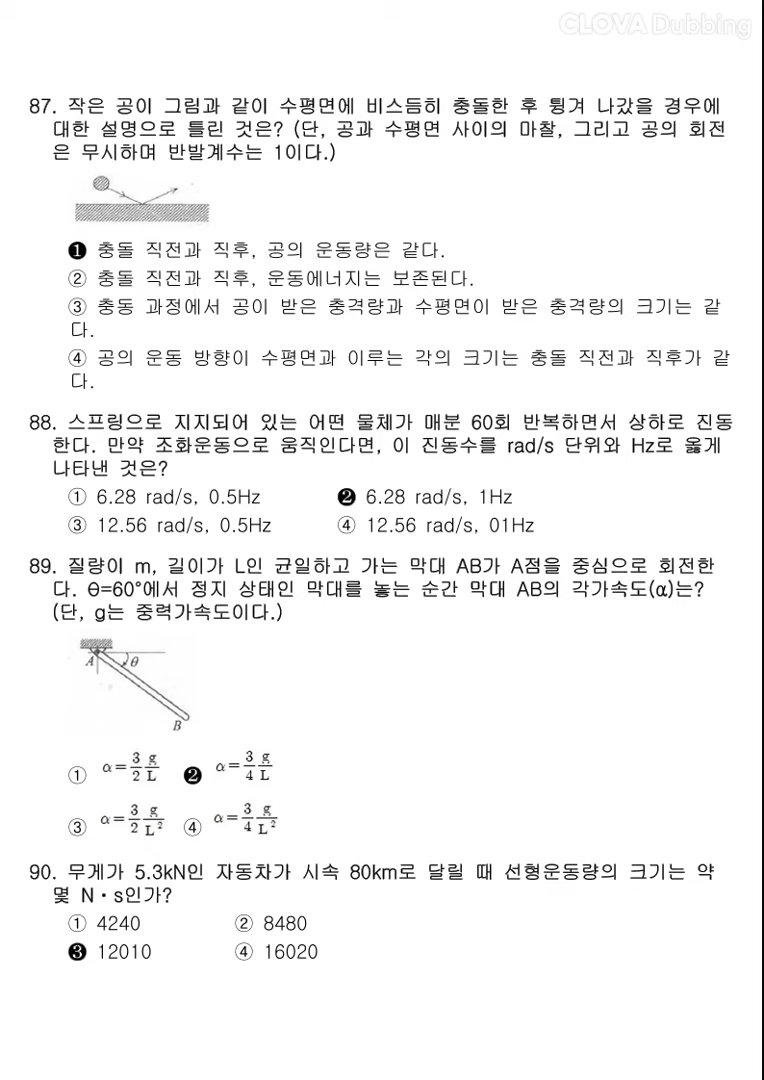 CLOVA Dubbing
87. 작은 공이 그림과 같이 수평면에 비스듬히 충돌한 후 튕겨 나갔을 경우에
대한 설명으로 틀린 것은? (단, 공과 수평면 사이의 마찰, 그리고 공의 회전
은 무시하며 반발계수는 1이다.)
❶ 충돌 직전과 직후, 공의 운동량은 같다.
② 충돌 직전과 직후, 운동에너지는 보존된다.
③ 충동 과정에서 공이 받은 충격량과 수평면이 받은 충격량의 크기는 같
다.
④ 공의 운동 방향이 수평면과 이루는 각의 크기는 충돌 직전과 직후가 같
다.
88. 스프링으로 지지되어 있는 어떤 물체가 매분 60회 반복하면서 상하로 진동
한다. 만약 조화운동으로 움직인다면, 이 진동수를 rad/s 단위와 Hz로 옳게
나타낸 것은?
① 6.28 rad/s, 0.5Hz ❷ 6.28 rad/s, 1Hz
③ 12.56 rad/s, 0.5Hz ④ 12.56 rad/s, 01Hz
89. 질량이 m, 길이가 L인 균일하고 가는 막대 AB가 A점을 중심으로 회전한
다. θ=60°에서 정지 상태인 막대를 놓는 순간 막대 AB의 각가속도(α)는?
(단, g는 중력가속도이다.)
A θ
B
① α=3/2 g/L ❷ α=3/4 g/L
③ α=3/2 g/L² ④ α=3/4 g/L²
90. 무게가 5.3kN인 자동차가 시속 80km로 달릴 때 선형운동량의 크기는 약
몇 N·s인가?
① 4240 ② 8480
❸ 12010 ④ 16020